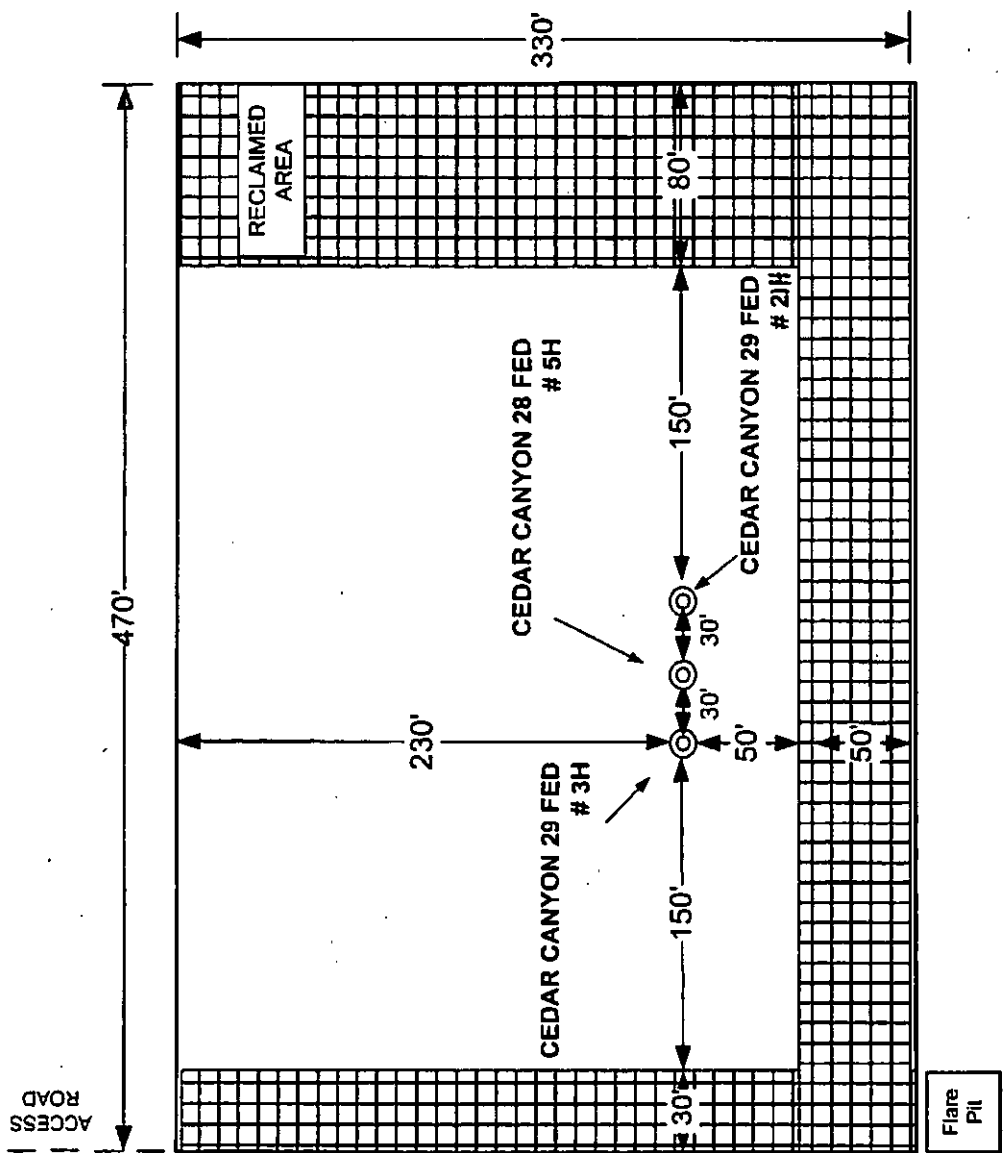 ACCESS
ROAD
470'
330'
RECLAIMED
AREA
CEDAR CANYON 28 FED
# 5H
230'
80'
150'
CEDAR CANYON 29 FED
# 2)H
30'
30'
CEDAR CANYON 29 FED
# 3H
150'
50'
50'
30'
Flare
Pit